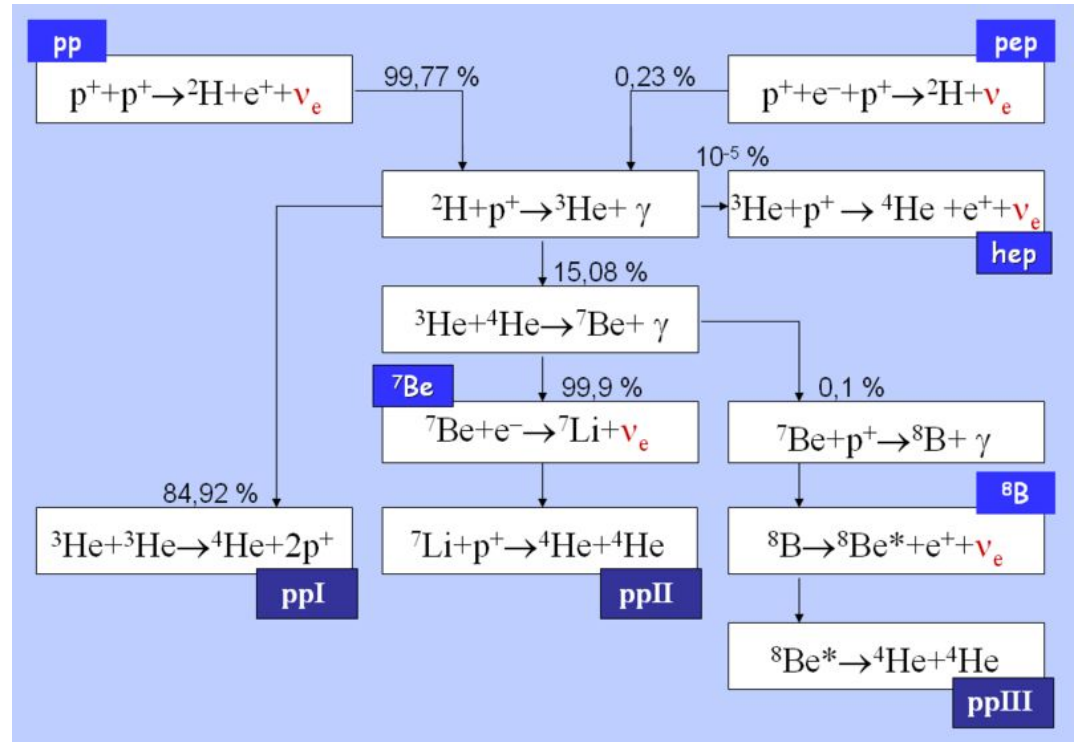 pp
pep
p⁺+p⁺→²H+e⁺+νₑ
99,77 %
0,23 %
p⁺+e⁻+p⁺→²H+νₑ
10⁻⁵ %
²H+p⁺→³He+ γ
³He+p⁺ → ⁴He +e⁺+νₑ
hep
15,08 %
³He+⁴He→⁷Be+ γ
⁷Be
99,9 %
0,1 %
⁷Be+e⁻→⁷Li+νₑ
⁷Be+p⁺→⁸B+ γ
84,92 %
⁸B
³He+³He→⁴He+2p⁺
⁷Li+p⁺→⁴He+⁴He
⁸B→⁸Be*+e⁺+νₑ
ppI
ppII
⁸Be*→⁴He+⁴He
ppIII